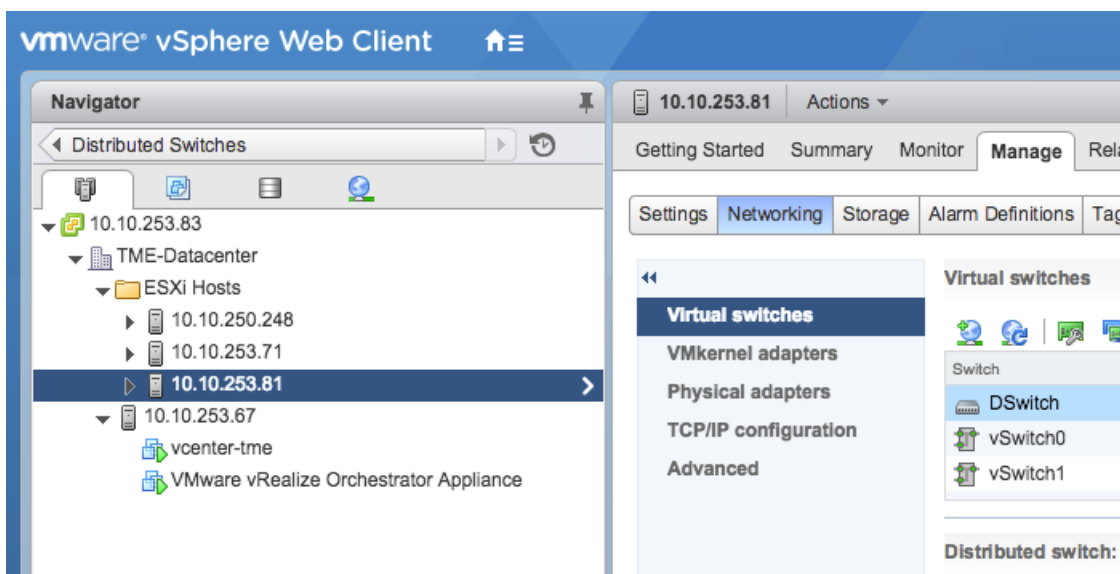 vmware® vSphere Web Client
Navigator
Distributed Switches
10.10.253.83
TME-Datacenter
ESXi Hosts
10.10.250.248
10.10.253.71
10.10.253.81
10.10.253.67
vcenter-tme
VMware vRealize Orchestrator Appliance
10.10.253.81 Actions
Getting Started Summary Monitor Manage Rela
Settings Networking Storage Alarm Definitions Tag
Virtual switches
VMkernel adapters
Physical adapters
TCP/IP configuration
Advanced
Virtual switches
Switch
DSwitch
vSwitch0
vSwitch1
Distributed switch: